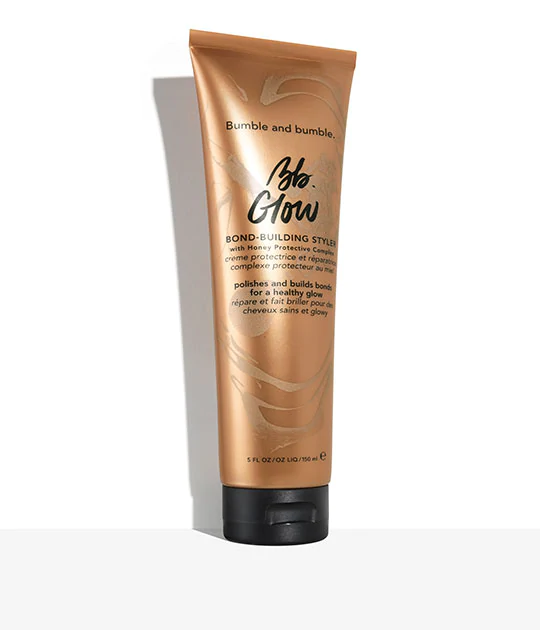 Bumble and bumble.
Bb.
Glow
BOND-BUILDING STYLER
with Honey Protective Complex
crème protectrice et réparatrice
complexe protecteur au miel
polishes and builds bonds
for a healthy glow
répare et fait briller pour des
cheveux sains et glowy
5 FL OZ/OZ LIQ/150 ml ℮